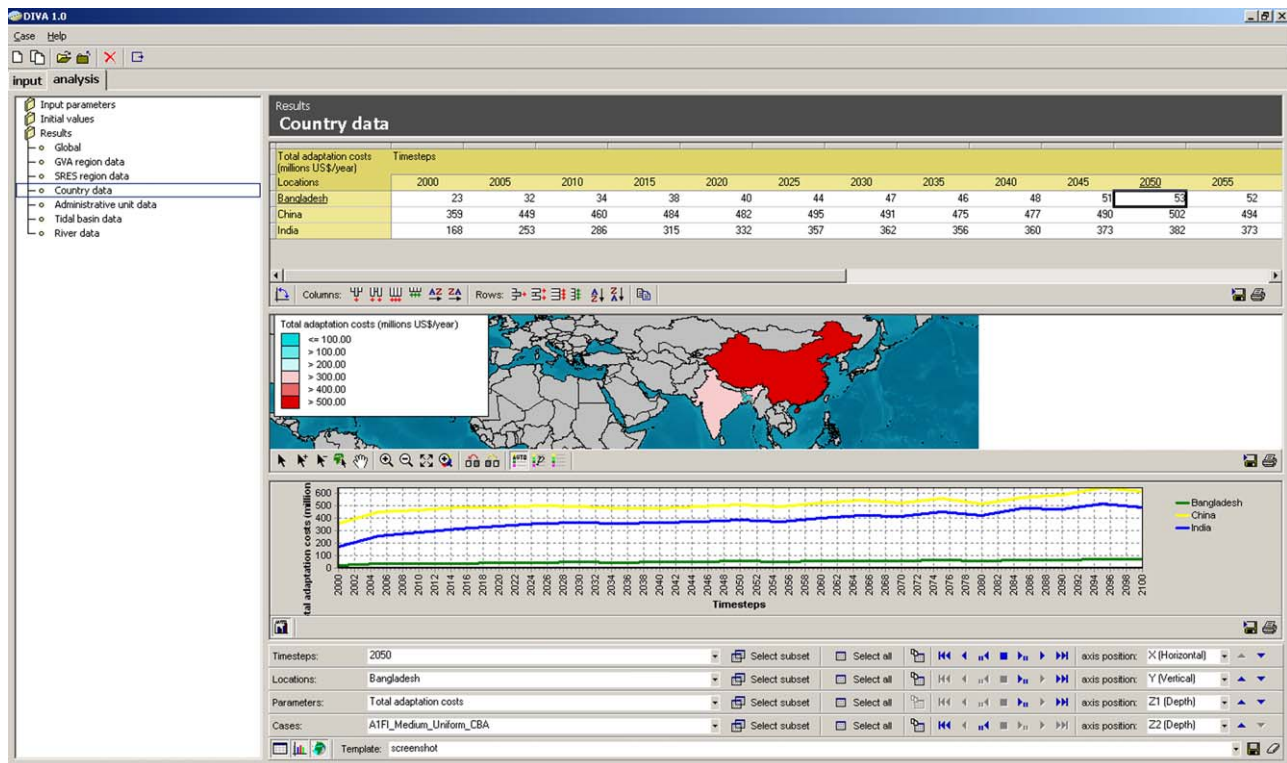 DIVA 1.0
Case Help
input analysis
Input parameters
Initial values
Results
Global
GVA region data
SRES region data
Country data
Administrative unit data
Tidal basin data
River data
Results
Country data
Total adaptation costs Timesteps
(millions US$/year)
Locations 2000 2005 2010 2015 2020 2025 2030 2035 2040 2045 2050 2055
Bangladesh 23 32 34 38 40 44 47 46 48 51 53 52
China 359 449 460 484 482 495 491 475 477 490 502 494
India 168 253 286 315 332 357 362 356 360 373 382 373
Columns: AZ ZA Rows: AZ ZA
Total adaptation costs (millions US$/year)
<= 100.00
> 100.00
> 200.00
> 300.00
> 400.00
> 500.00
AUTO
tal adaptation costs (million
600
500
400
300
200
100
0
2000 2002 2004 2006 2008 2010 2012 2014 2016 2018 2020 2022 2024 2026 2028 2030 2032 2034 2036 2038 2040 2042 2044 2046 2048 2050 2052 2054 2056 2058 2060 2062 2064 2066 2068 2070 2072 2074 2076 2078 2080 2082 2084 2086 2088 2090 2092 2094 2096 2098 2100
Timesteps
Bangladesh
China
India
Timesteps: 2050 Select subset Select all axis position: X (Horizontal)
Locations: Bangladesh Select subset Select all axis position: Y (Vertical)
Parameters: Total adaptation costs Select subset Select all axis position: Z1 (Depth)
Cases: A1FI_Medium_Uniform_CBA Select subset Select all axis position: Z2 (Depth)
Template: screenshot